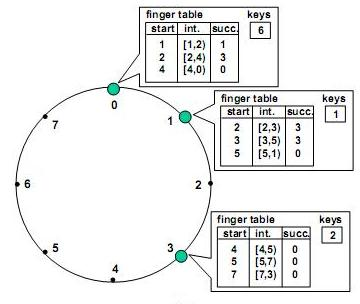 finger table keys
start int. succ. 6
1 [1,2) 1
2 [2,4) 3
4 [4,0) 0
finger table keys
start int. succ. 1
2 [2,3) 3
3 [3,5) 3
5 [5,1) 0
finger table keys
start int. succ. 2
4 [4,5) 0
5 [5,7) 0
7 [7,3) 0
0
1
2
3
4
5
6
7